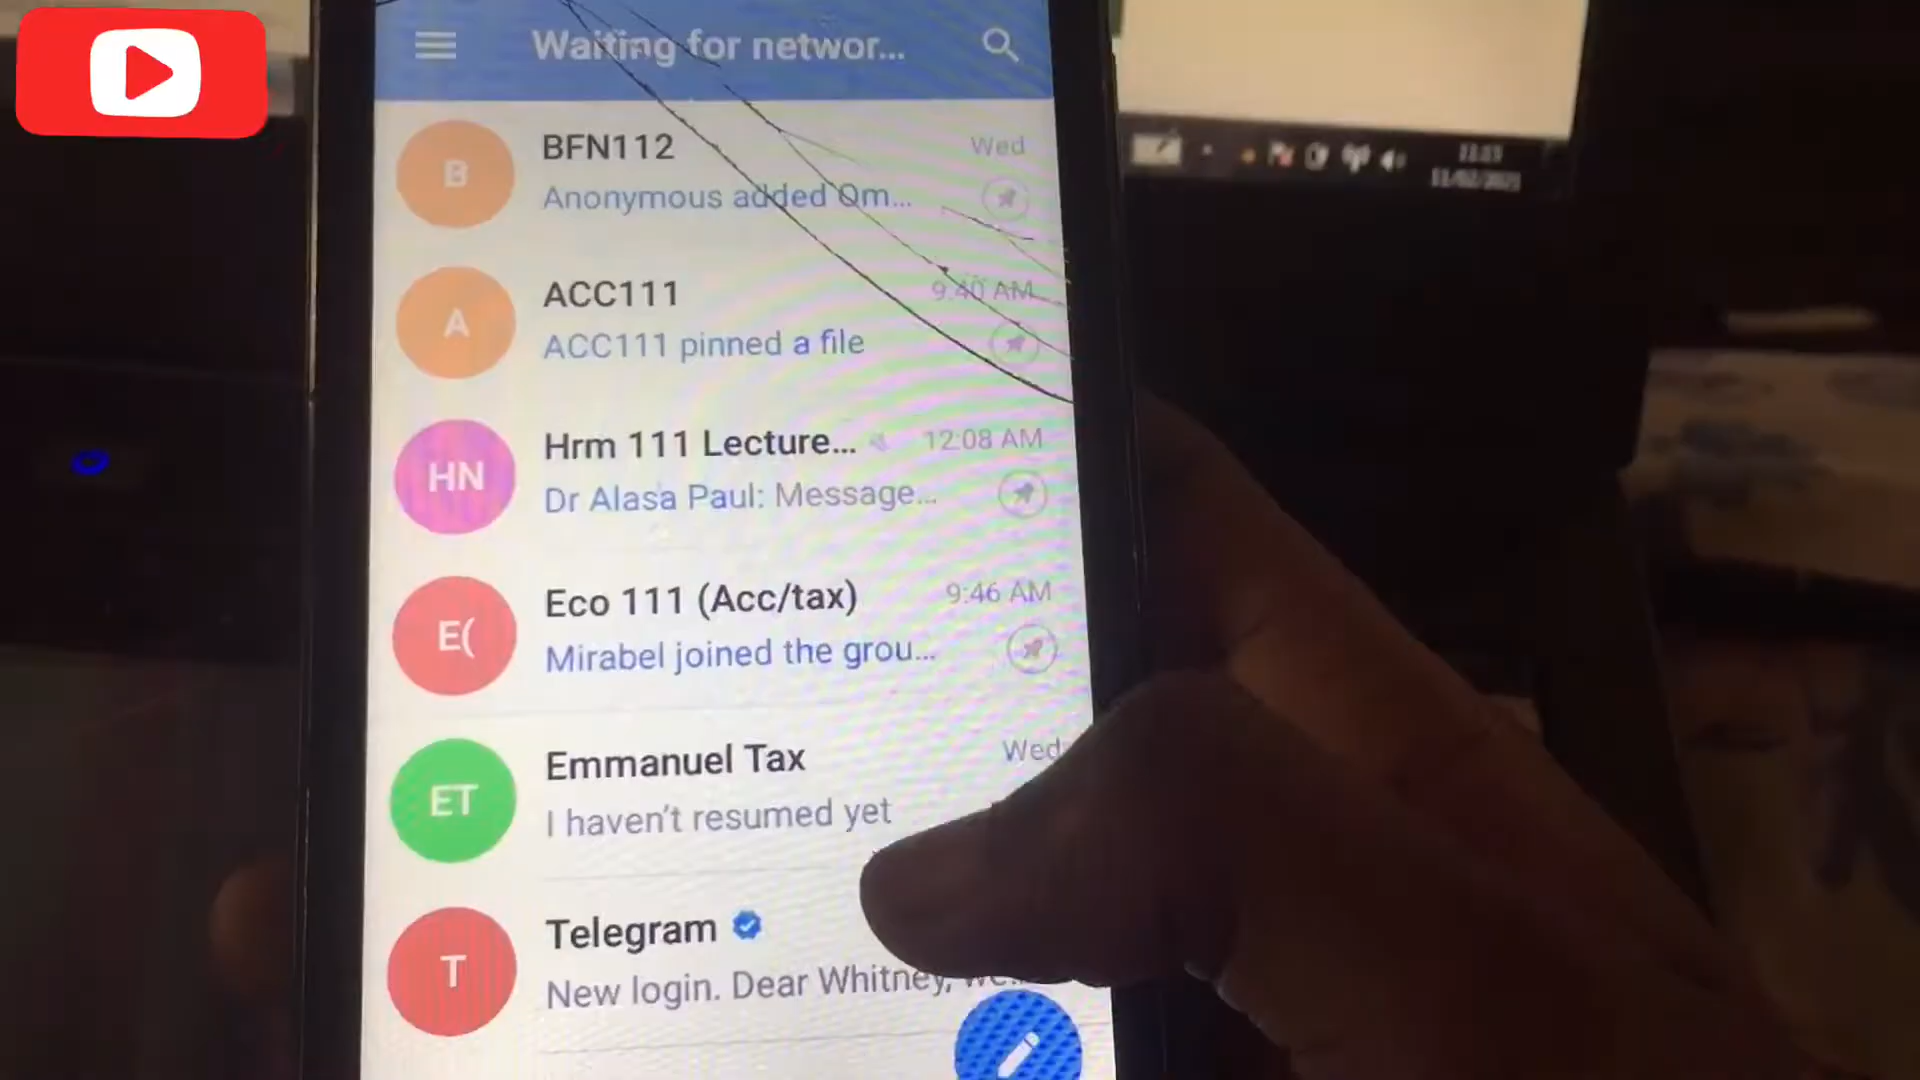 Waiting for networ...
BFN112
Wed
Anonymous added Om...
ACC111
9:40 AM
ACC111 pinned a file
Hrm 111 Lecture...
12:08 AM
Dr Alasa Paul: Message...
Eco 111 (Acc/tax)
9:46 AM
Mirabel joined the grou...
Emmanuel Tax
Wed
I haven't resumed yet
Telegram
New login. Dear Whitney, we...
B
A
HN
E(
ET
T